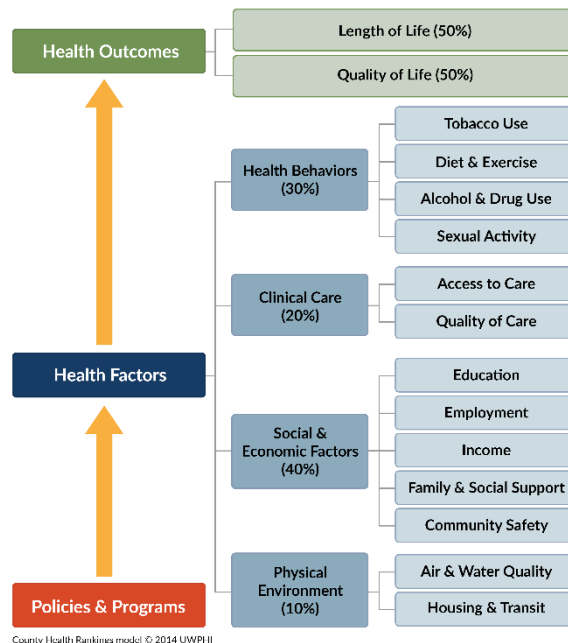 Health Outcomes
Length of Life (50%)
Quality of Life (50%)
Health Behaviors
(30%)
Tobacco Use
Diet & Exercise
Alcohol & Drug Use
Sexual Activity
Clinical Care
(20%)
Access to Care
Quality of Care
Health Factors
Social &
Economic Factors
(40%)
Education
Employment
Income
Family & Social Support
Community Safety
Physical
Environment
(10%)
Air & Water Quality
Housing & Transit
Policies & Programs
County Health Rankings model © 2014 UWPHI